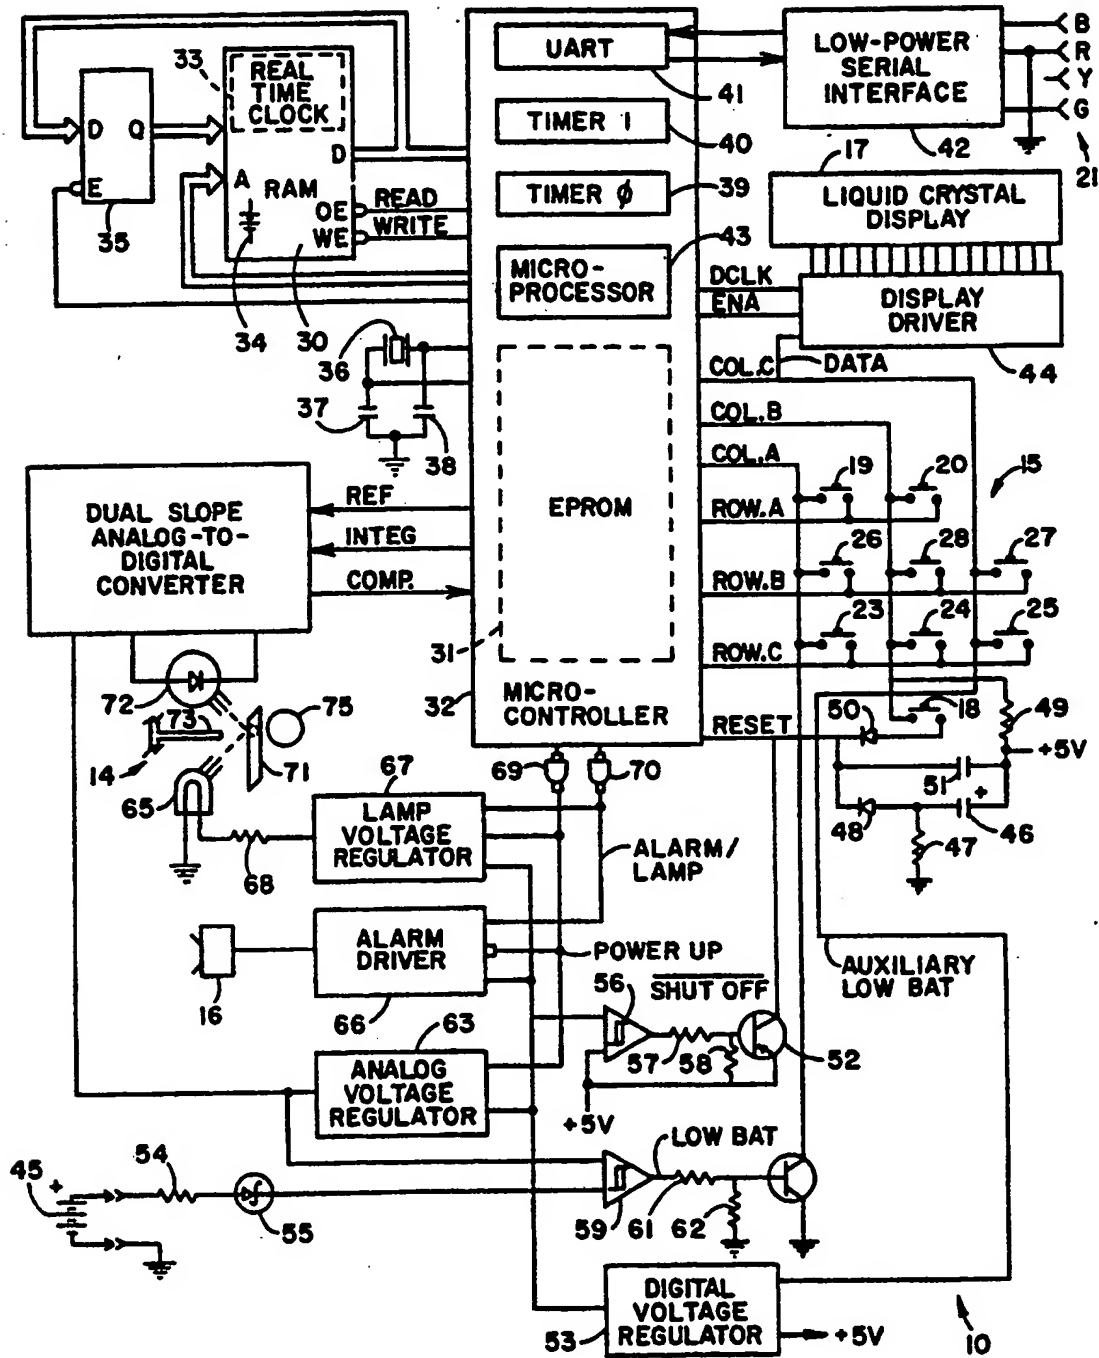 33
REAL
TIME
CLOCK
D
Q
E
35
A
RAM
D
OE
READ
WE
WRITE
34
30
UART
41
TIMER 1
40
TIMER ϕ
39
43
MICRO-
PROCESSOR
LOW-POWER
SERIAL
INTERFACE
42
B
R
Y
G
21
17
LIQUID CRYSTAL
DISPLAY
DCLK
ENA
DISPLAY
DRIVER
44
DATA
36
37
38
COL.C
COL.B
COL.A
ROW.A
ROW.B
ROW.C
RESET
19
20
15
26
28
27
23
24
25
EPROM
31
32
MICRO-
CONTROLLER
DUAL SLOPE
ANALOG-TO-
DIGITAL
CONVERTER
REF
INTEG
COMP.
72
73
75
14
71
65
68
67
LAMP
VOLTAGE
REGULATOR
69
70
50
18
49
+5V
51
+
48
46
47
ALARM/
LAMP
ALARM
DRIVER
66
16
POWER UP
AUXILIARY
LOW BAT
56
SHUT OFF
57
58
52
+5V
63
ANALOG
VOLTAGE
REGULATOR
LOW BAT
45
+
54
55
59
61
62
DIGITAL
VOLTAGE
REGULATOR
53
+5V
10